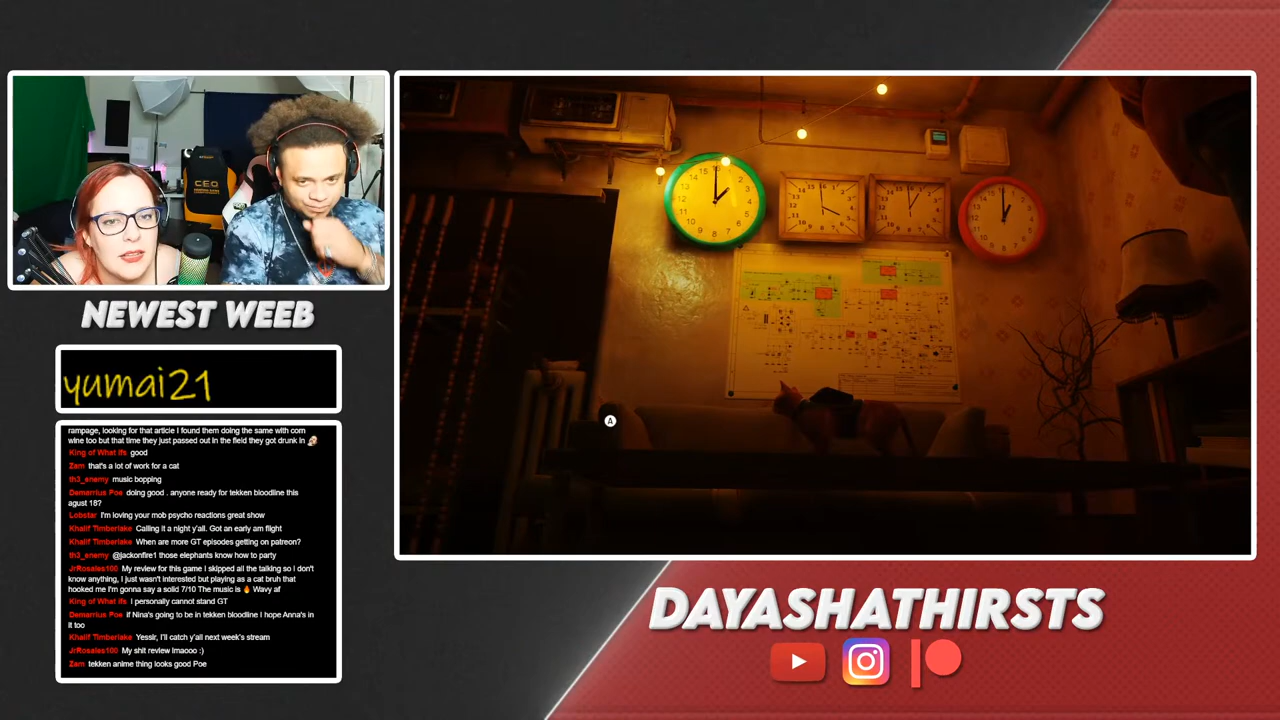 CEO
NEWEST WEEB
yumai21
rampage, looking for that article I found them doing the same with corn
wine too but that time they just passed out in the field they got drunk in
King of What Ifs good
Zam that's a lot of work for a cat
th3_enemy music bopping
Demarrius Poe doing good . anyone ready for tekken bloodline this
agust 18?
Lobstar I'm loving your mob psycho reactions great show
Khalif Timberlake Calling it a night y'all. Got an early am flight
Khalif Timberlake When are more GT episodes getting on patreon?
th3_enemy @jackonfire1 those elephants know how to party
JrRosales100 My review for this game I skipped all the talking so I don't
know anything, I just wasn't interested but playing as a cat bruh that
hooked me I'm gonna say a solid 7/10 The music is 🔥 Wavy af
King of What Ifs I personally cannot stand GT
Demarrius Poe if Nina's going to be in tekken bloodline I hope Anna's in
it too
Khalif Timberlake Yessir, I'll catch y'all next week's stream
JrRosales100 My shit review lmaooo :)
Zam tekken anime thing looks good Poe
A
DAYASHATHIRSTS